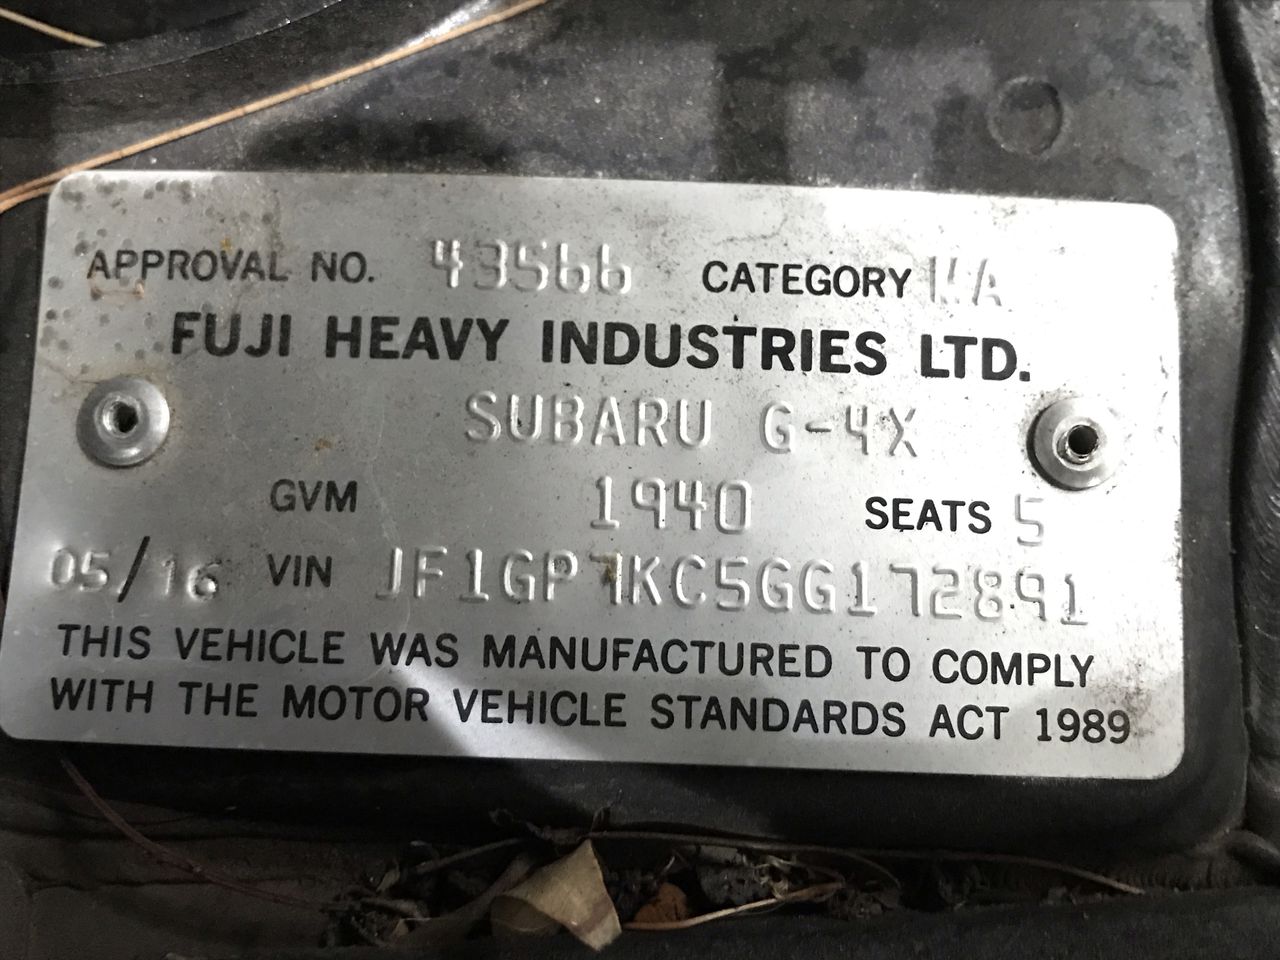 APPROVAL NO. 43566 CATEGORY MA
FUJI HEAVY INDUSTRIES LTD.
SUBARU G-4X
GVM 1940 SEATS 5
05/16 VIN JF1GP7KC5GG172891
THIS VEHICLE WAS MANUFACTURED TO COMPLY
WITH THE MOTOR VEHICLE STANDARDS ACT 1989